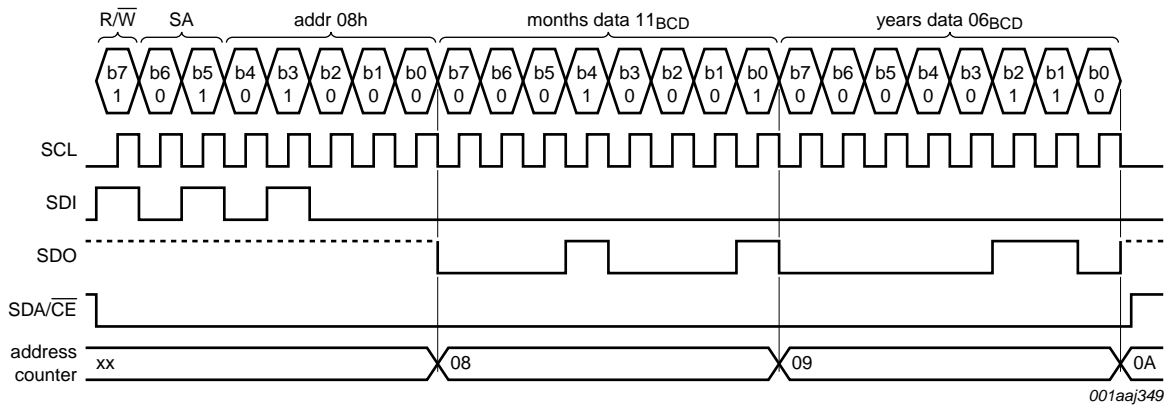 R/W SA addr 08h months data 11BCD years data 06BCD
b7 b6 b5 b4 b3 b2 b1 b0 b7 b6 b5 b4 b3 b2 b1 b0 b7 b6 b5 b4 b3 b2 b1 b0
1 0 1 0 1 0 0 0 0 0 0 1 0 0 0 1 0 0 0 0 0 1 1 0
SCL
SDI
SDO
SDA/CE
address
counter
xx 08 09 0A
001aaj349